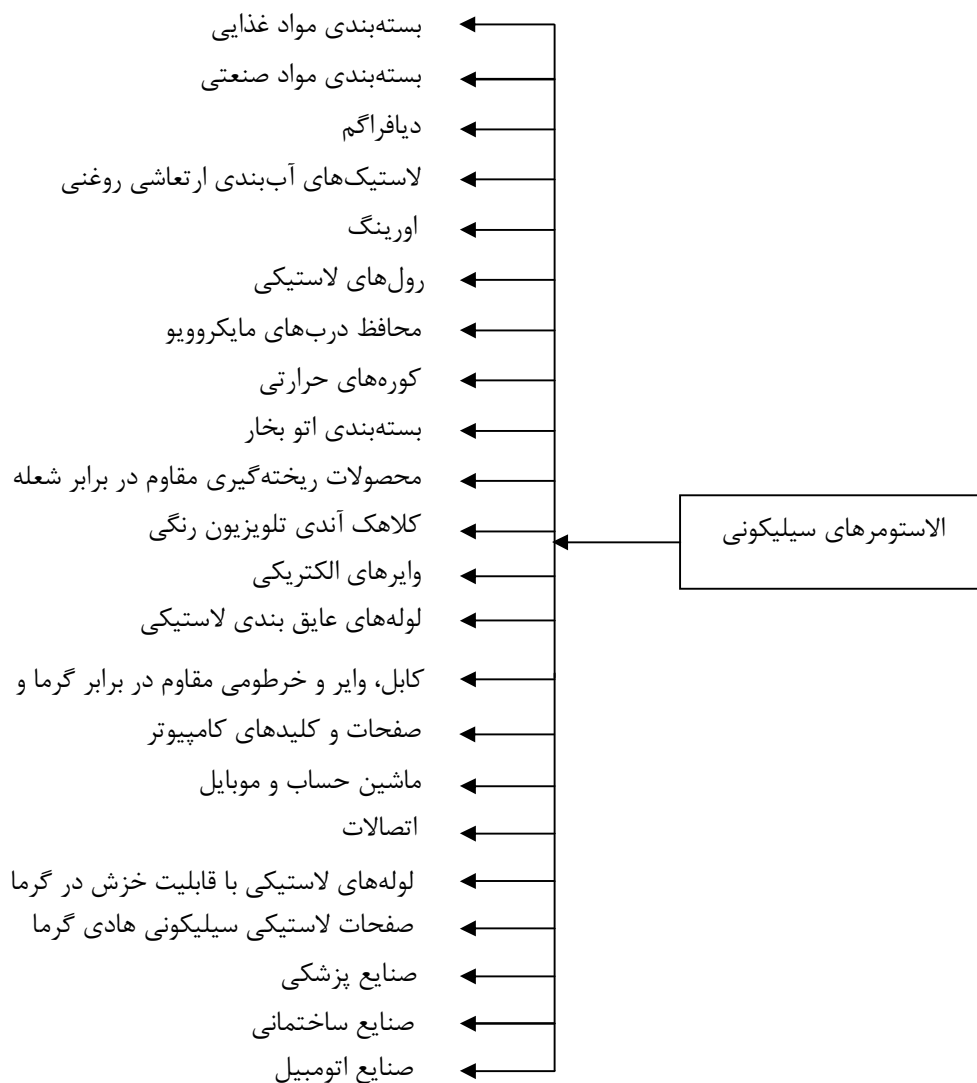 بسته‌بندی مواد غذایی
بسته‌بندی مواد صنعتی
دیافراگم
لاستیک‌های آب‌بندی ارتعاشی روغنی
اورینگ
رول‌های لاستیکی
محافظ درب‌های مایکروویو
کوره‌های حرارتی
بسته‌بندی اتو بخار
محصولات ریخته‌گیری مقاوم در برابر شعله
کلاهک آندی تلویزیون رنگی
وایرهای الکتریکی
لوله‌های عایق بندی لاستیکی
کابل، وایر و خرطومی مقاوم در برابر گرما و
صفحات و کلیدهای کامپیوتر
ماشین حساب و موبایل
اتصالات
لوله‌های لاستیکی با قابلیت خزش در گرما
صفحات لاستیکی سیلیکونی هادی گرما
صنایع پزشکی
صنایع ساختمانی
صنایع اتومبیل
الاستومرهای سیلیکونی